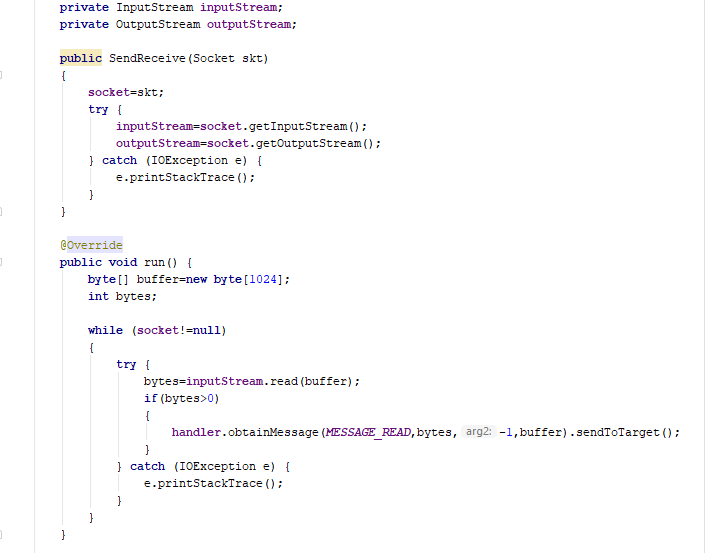 private InputStream inputStream;
private OutputStream outputStream;
public SendReceive(Socket skt)
{
socket=skt;
try {
inputStream=socket.getInputStream();
outputStream=socket.getOutputStream();
} catch (IOException e) {
e.printStackTrace();
}
}
@Override
public void run() {
byte[] buffer=new byte[1024];
int bytes;
while (socket!=null)
{
try {
bytes=inputStream.read(buffer);
if(bytes>0)
{
handler.obtainMessage(MESSAGE_READ,bytes, arg2: -1,buffer).sendToTarget();
}
} catch (IOException e) {
e.printStackTrace();
}
}
}